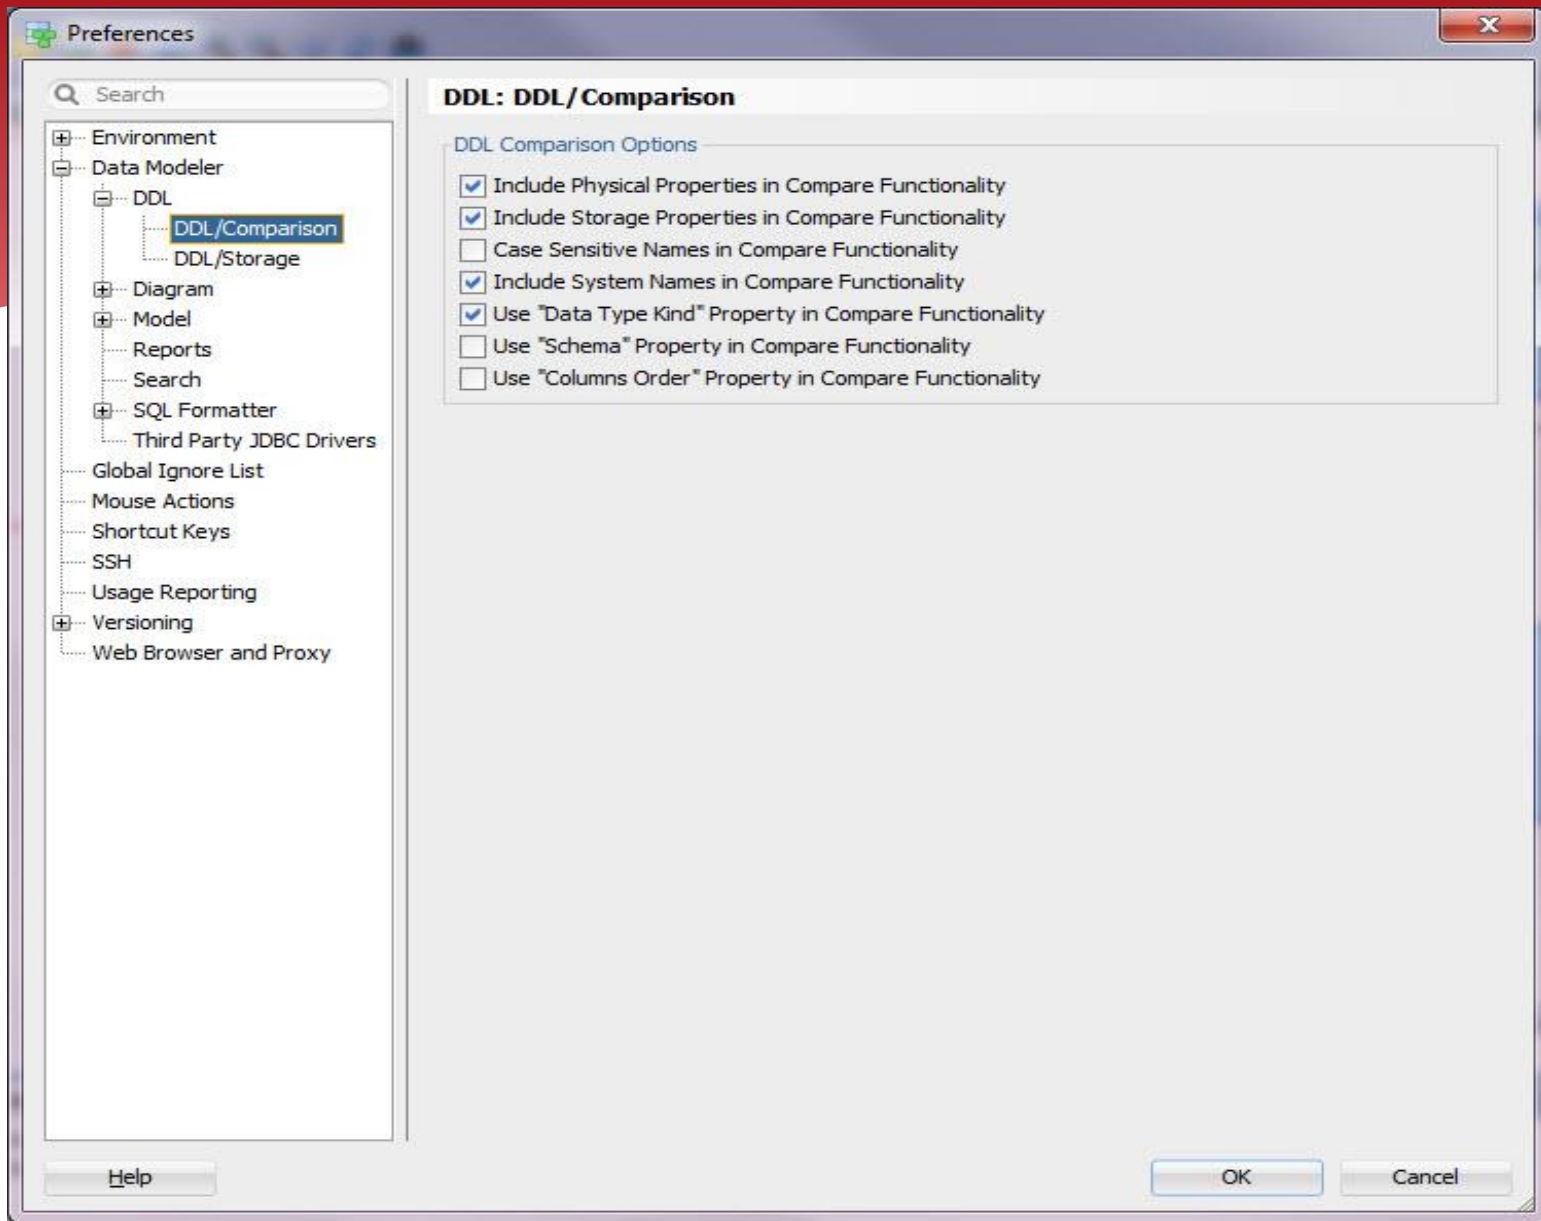 Preferences
Search
Environment
Data Modeler
DDL
DDL/Comparison
DDL/Storage
Diagram
Model
Reports
Search
SQL Formatter
Third Party JDBC Drivers
Global Ignore List
Mouse Actions
Shortcut Keys
SSH
Usage Reporting
Versioning
Web Browser and Proxy
DDL: DDL/Comparison
DDL Comparison Options
Include Physical Properties in Compare Functionality
Include Storage Properties in Compare Functionality
Case Sensitive Names in Compare Functionality
Include System Names in Compare Functionality
Use "Data Type Kind" Property in Compare Functionality
Use "Schema" Property in Compare Functionality
Use "Columns Order" Property in Compare Functionality
Help
OK
Cancel